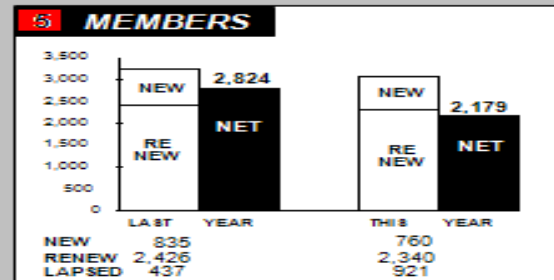 6 MEMBERS
3,500
3,000
2,500
2,000
1,500
1,000
500
0
NEW
RE
NEW
2,824
NET
NEW
RE
NEW
2,179
NET
LAST YEAR THIS YEAR
NEW 835 760
RENEW 2,426 2,340
LAPSED 437 921